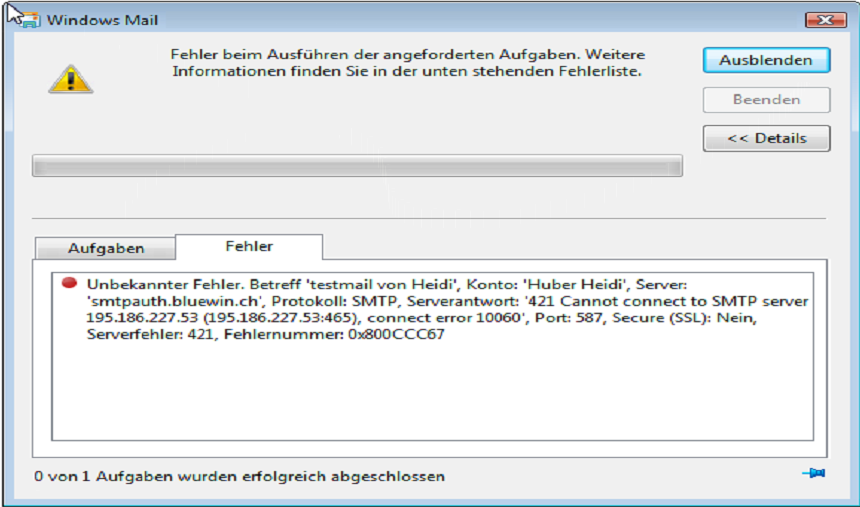 Windows Mail
Fehler beim Ausführen der angeforderten Aufgaben. Weitere
Informationen finden Sie in der unten stehenden Fehlerliste.
Ausblenden
Beenden
<< Details
Aufgaben
Fehler
Unbekannter Fehler. Betreff 'testmail von Heidi', Konto: 'Huber Heidi', Server:
'smtpauth.bluewin.ch', Protokoll: SMTP, Serverantwort: '421 Cannot connect to SMTP server
195.186.227.53 (195.186.227.53:465), connect error 10060', Port: 587, Secure (SSL): Nein,
Serverfehler: 421, Fehlernummer: 0x800CCC67
0 von 1 Aufgaben wurden erfolgreich abgeschlossen